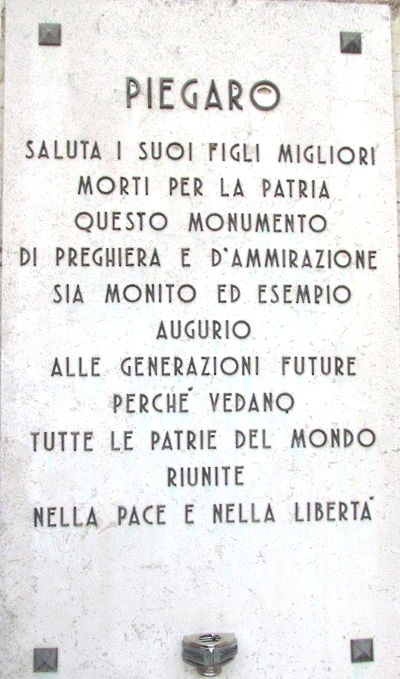 PIEGARO
SALUTA I SUOI FIGLI MIGLIORI
MORTI PER LA PATRIA
QUESTO MONUMENTO
DI PREGHIERA E D'AMMIRAZIONE
SIA MONITO ED ESEMPIO
AUGURIO
ALLE GENERAZIONI FUTURE
PERCHÉ VEDANO
TUTTE LE PATRIE DEL MONDO
RIUNITE
NELLA PACE E NELLA LIBERTÁ